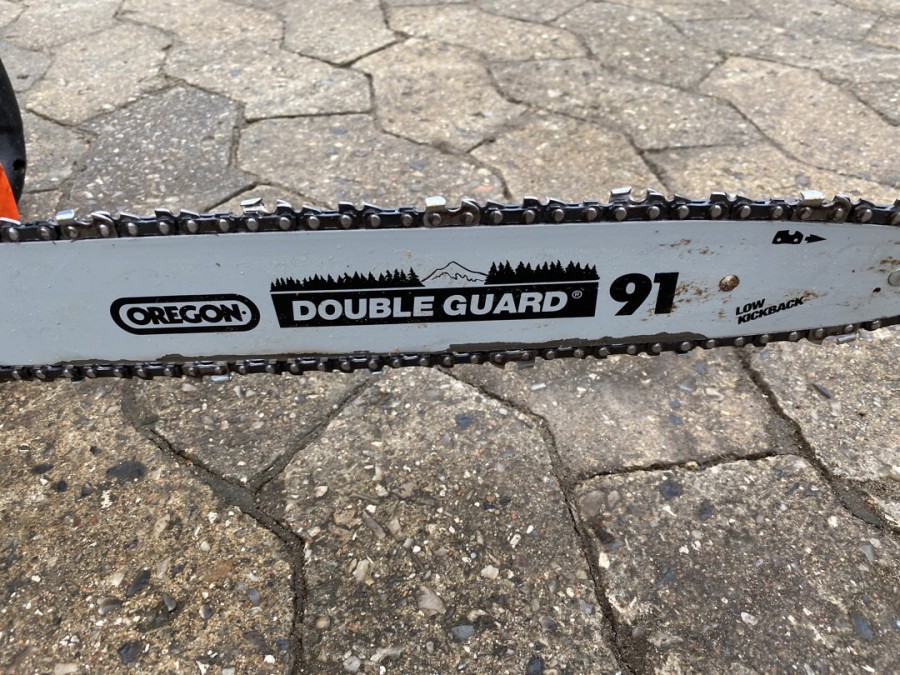 OREGON
DOUBLE GUARD®
91
LOW
KICKBACK